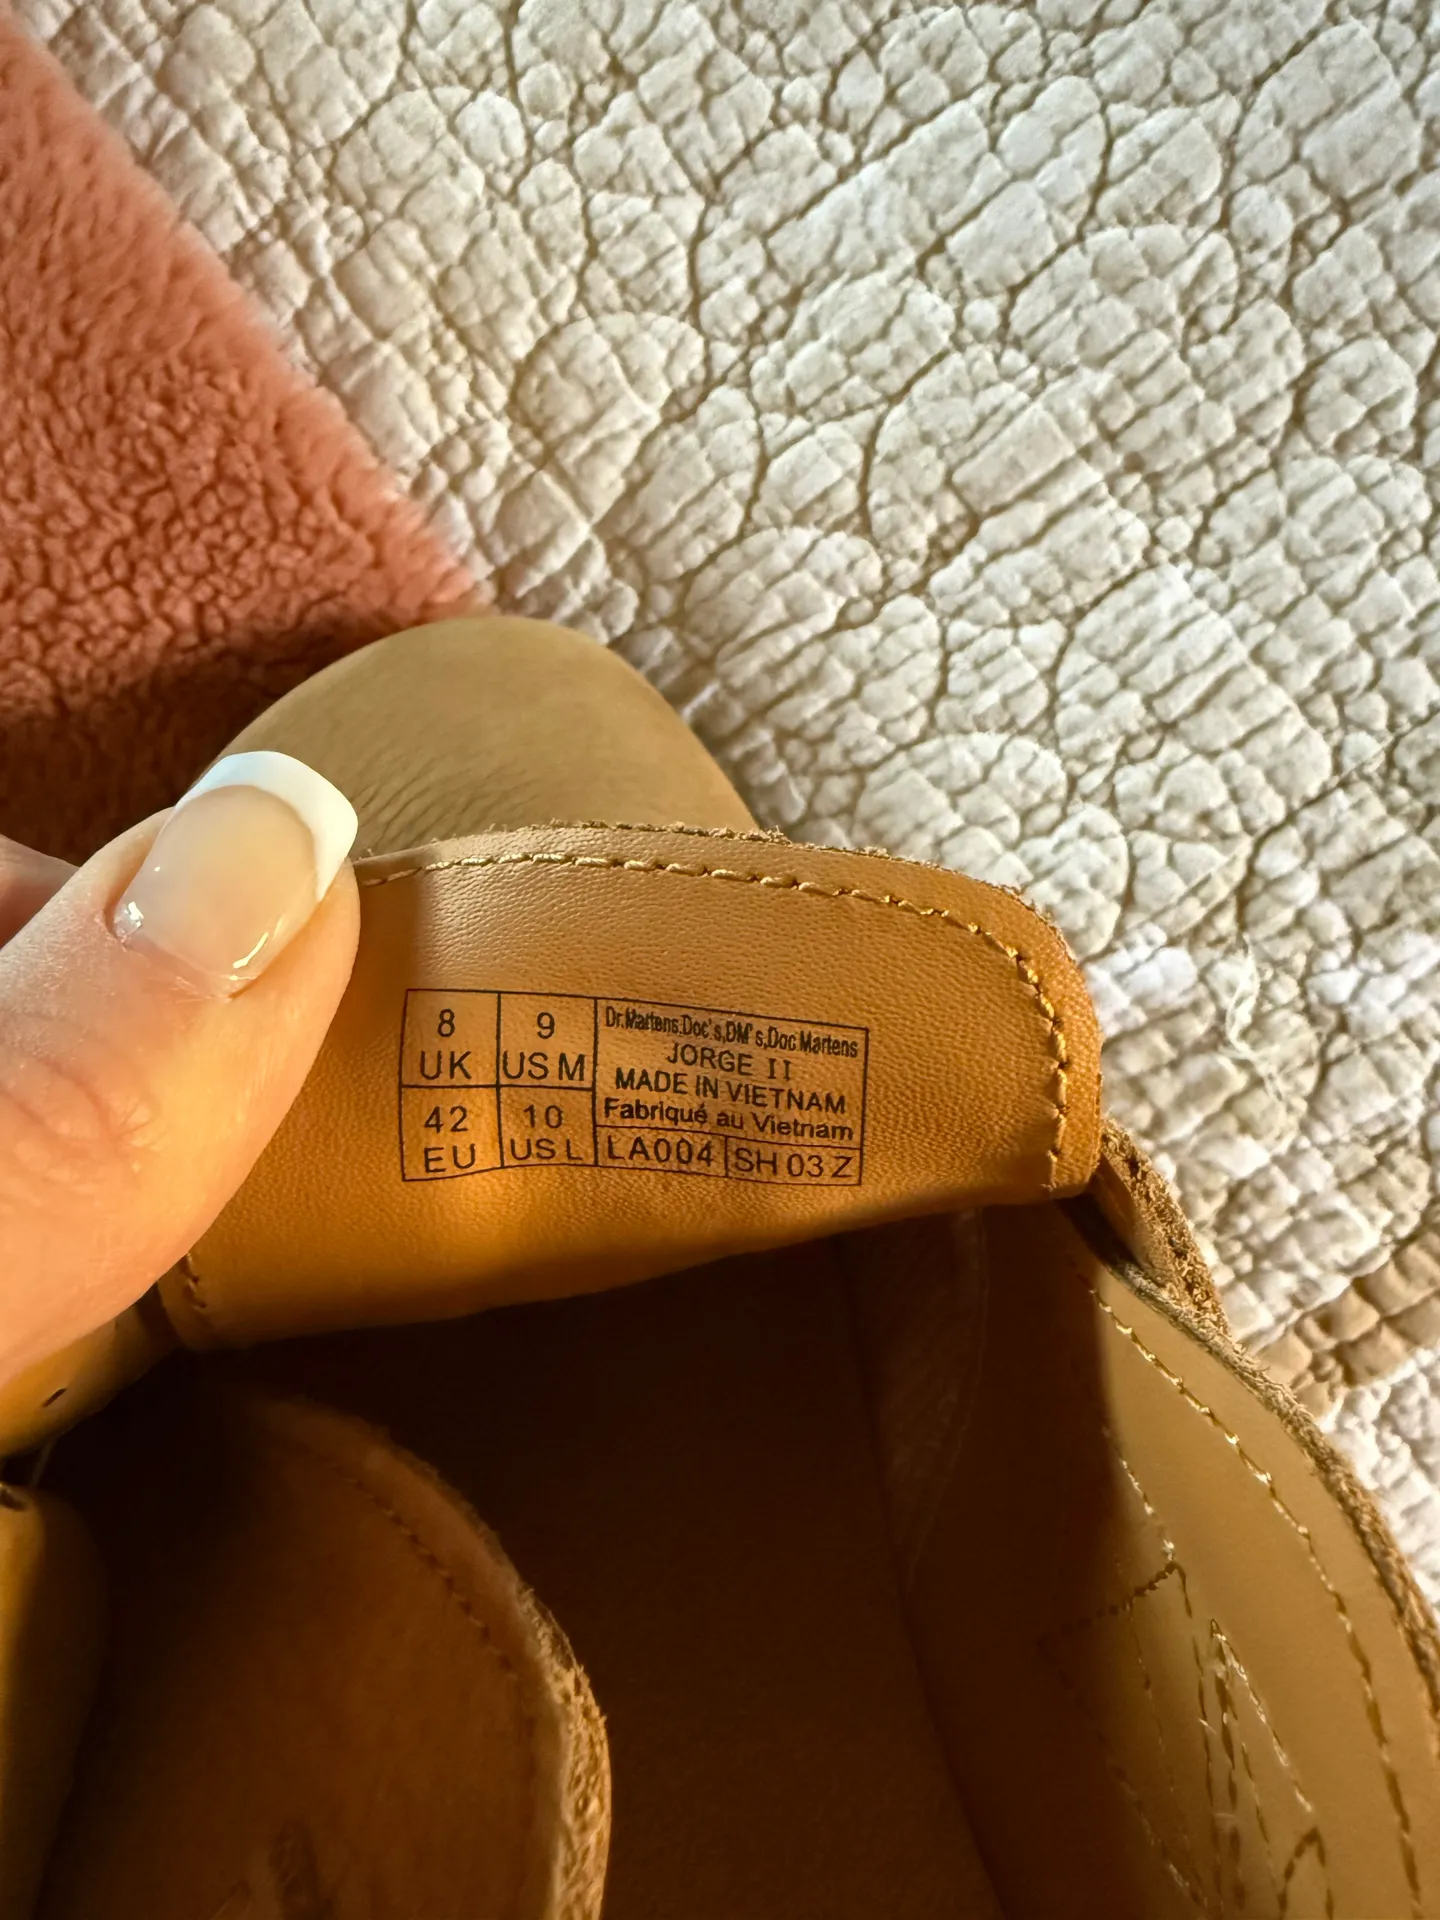 8 UK
9 US M
42 EU
10 US L
Dr.Martens,Doc's,DM's,Doc Martens
JORGE II
MADE IN VIETNAM
Fabriqué au Vietnam
LA004
SH 03 Z